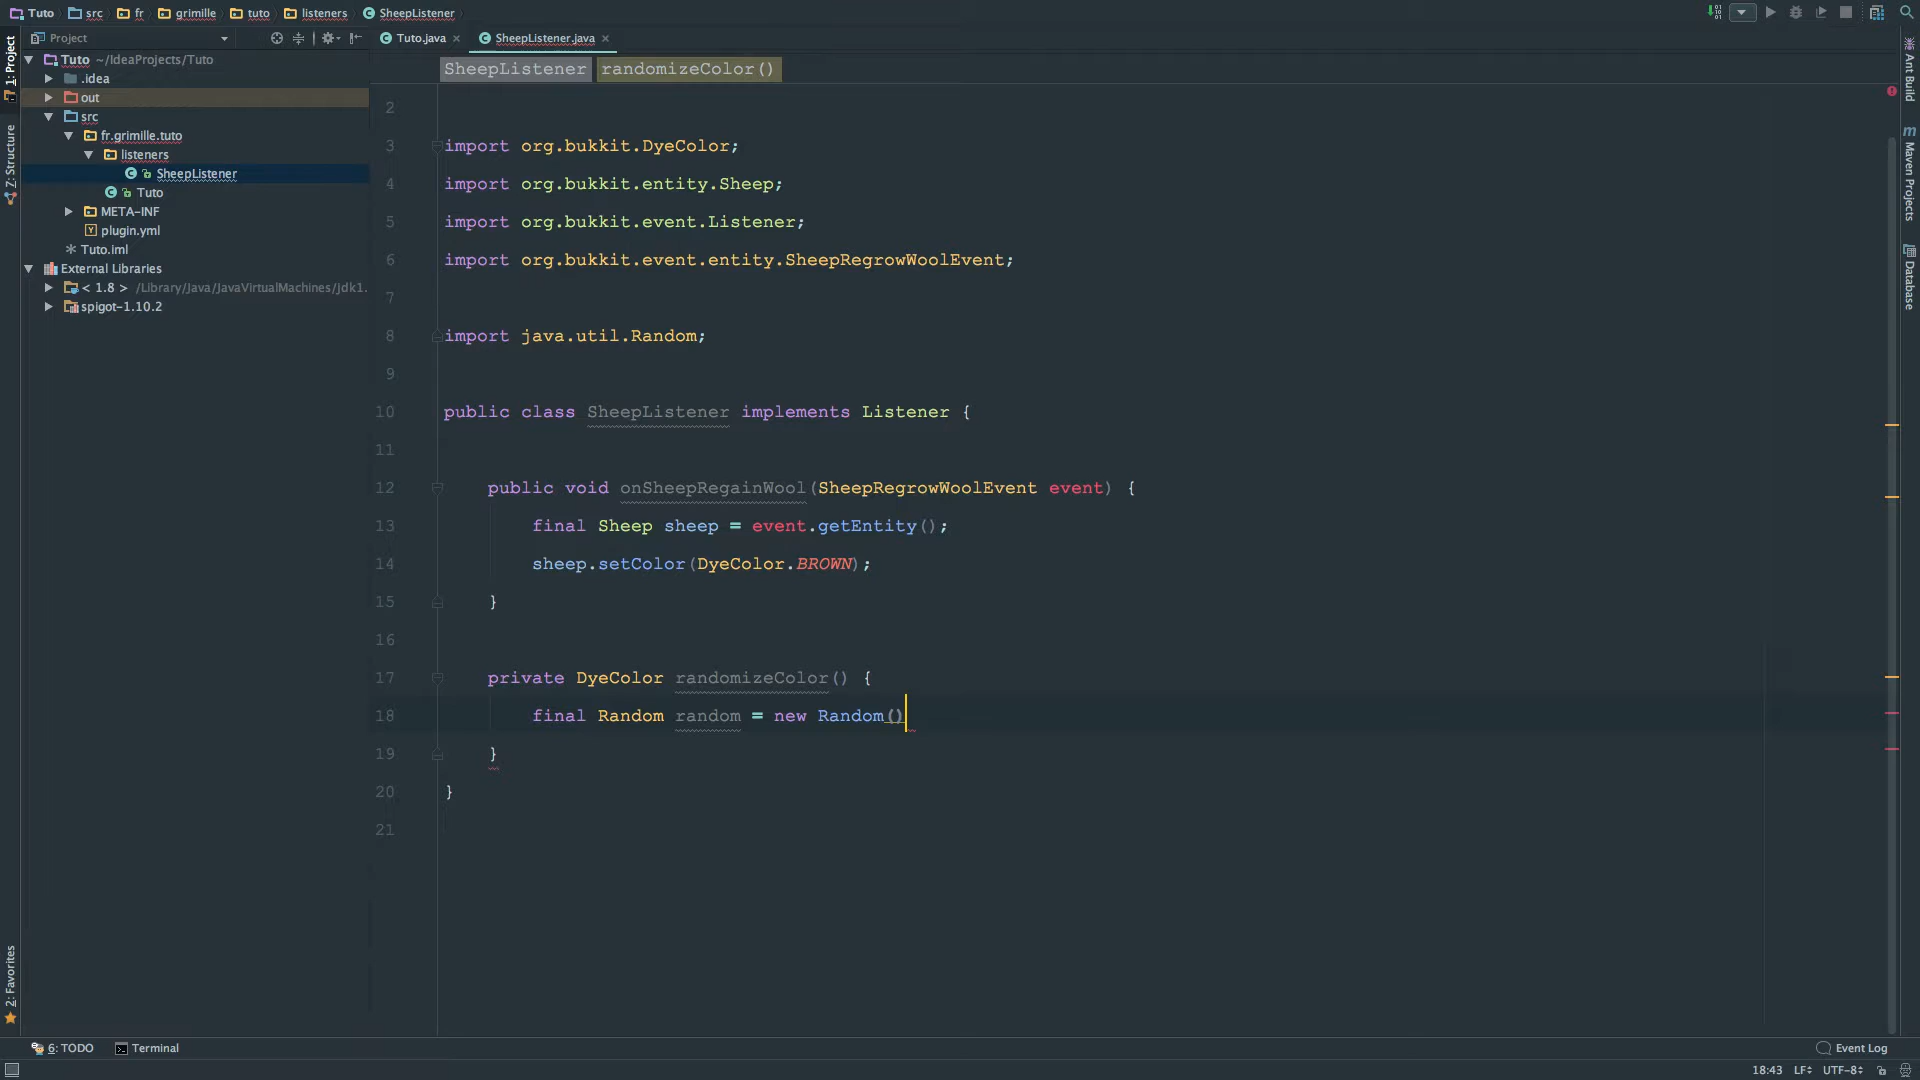 Tuto src fr grimille tuto listeners SheepListener
1: Project
Project
Tuto.java
SheepListener.java
SheepListener randomizeColor()
Tuto ~/IdeaProjects/Tuto
.idea
out
src
fr.grimille.tuto
listeners
SheepListener
Tuto
META-INF
plugin.yml
Tuto.iml
External Libraries
< 1.8 > /Library/Java/JavaVirtualMachines/jdk1.
spigot-1.10.2
Z: Structure
2: Favorites
2
3 import org.bukkit.DyeColor;
4 import org.bukkit.entity.Sheep;
5 import org.bukkit.event.Listener;
6 import org.bukkit.event.entity.SheepRegrowWoolEvent;
7
8 import java.util.Random;
9
10 public class SheepListener implements Listener {
11
12 public void onSheepRegainWool(SheepRegrowWoolEvent event) {
13 final Sheep sheep = event.getEntity();
14 sheep.setColor(DyeColor.BROWN);
15 }
16
17 private DyeColor randomizeColor() {
18 final Random random = new Random()
19 }
20 }
21
Ant Build
Maven Projects
Database
6: TODO
Terminal
Event Log
18:43 LF UTF-8